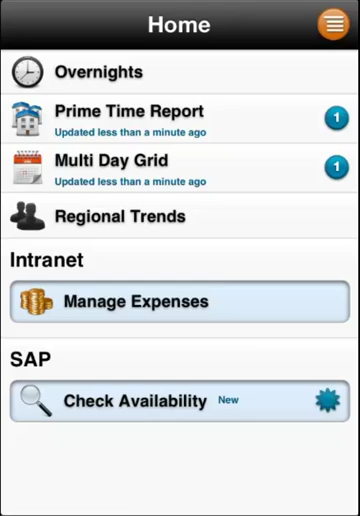 Home
Overnights
Prime Time Report
Updated less than a minute ago
1
Multi Day Grid
Updated less than a minute ago
1
Regional Trends
Intranet
Manage Expenses
SAP
Check Availability New